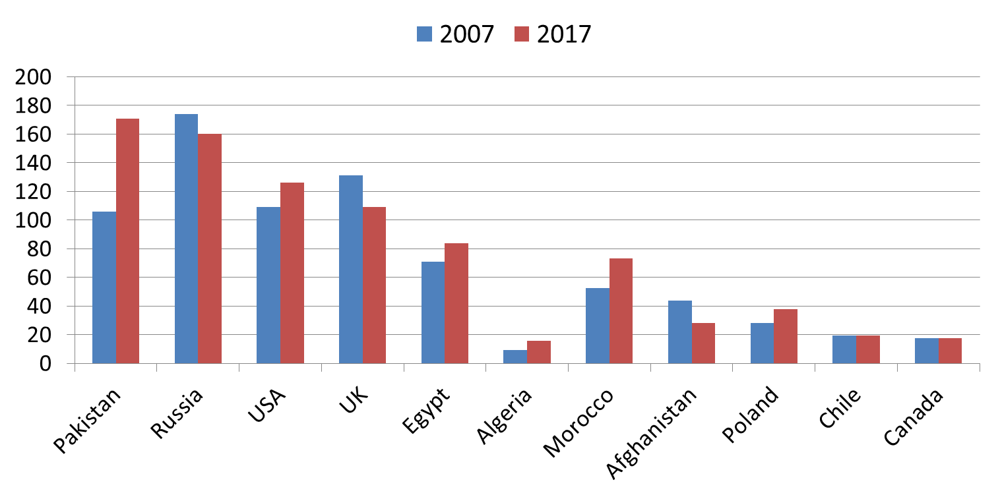 2007 2017
200
180
160
140
120
100
80
60
40
20
0
Pakistan
Russia
USA
UK
Egypt
Algeria
Morocco
Afghanistan
Poland
Chile
Canada